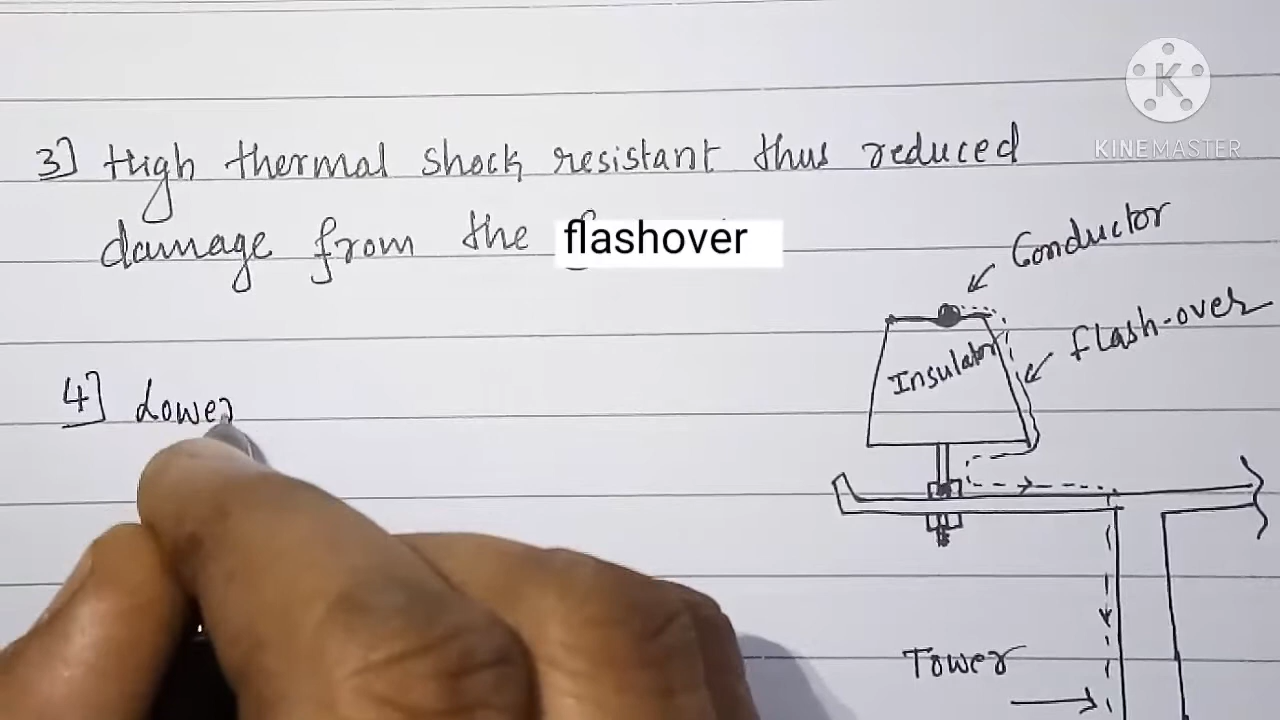 3] High thermal shock resistant thus reduced
damage from the flashover
4] Lower
Conductor
flash-over
Insulator
Tower
K
KINEMASTER